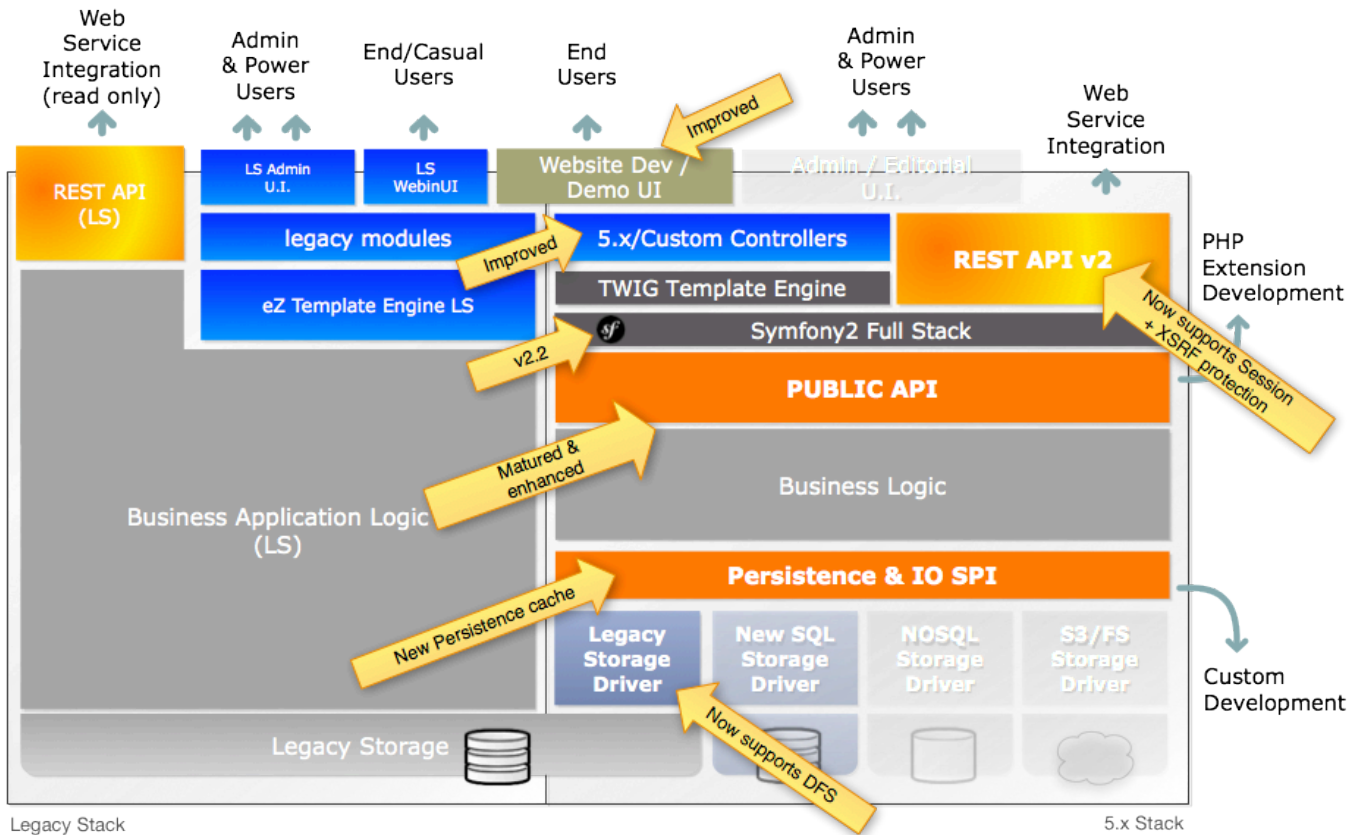 Web
Service
Integration
(read only)
Admin
& Power
Users
End/Casual
Users
End
Users
Admin
& Power
Users
Web
Service
Integration
Improved
REST API
(LS)
LS Admin
U.I.
LS
WebinUI
Website Dev /
Demo UI
Admin / Editorial
U.I.
legacy modules
Improved
5.x/Custom Controllers
REST API v2
PHP
Extension
Development
eZ Template Engine LS
TWIG Template Engine
Now supports Session
+ XSRF protection
v2.2
sf
Symfony2 Full Stack
PUBLIC API
Matured &
enhanced
Business Logic
Business Application Logic
(LS)
New Persistence cache
Persistence & IO SPI
Legacy
Storage
Driver
New SQL
Storage
Driver
NOSQL
Storage
Driver
S3/FS
Storage
Driver
Custom
Development
Now supports DFS
Legacy Storage
Legacy Stack
5.x Stack